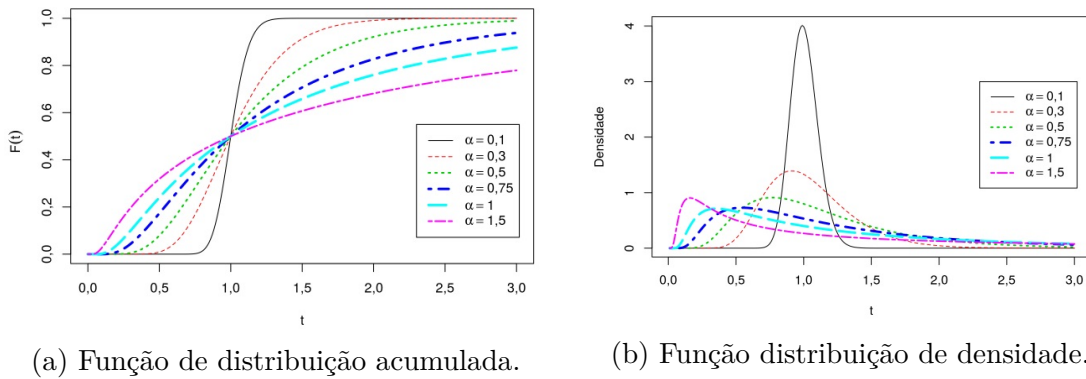 F(t)
1,0
0,8
0,6
0,4
0,2
0,0
α = 0,1
α = 0,3
α = 0,5
α = 0,75
α = 1
α = 1,5
0,0 0,5 1,0 1,5 2,0 2,5 3,0
t
(a) Função de distribuição acumulada.
Densidade
4
3
2
1
0
α = 0,1
α = 0,3
α = 0,5
α = 0,75
α = 1
α = 1,5
0,0 0,5 1,0 1,5 2,0 2,5 3,0
t
(b) Função distribuição de densidade.